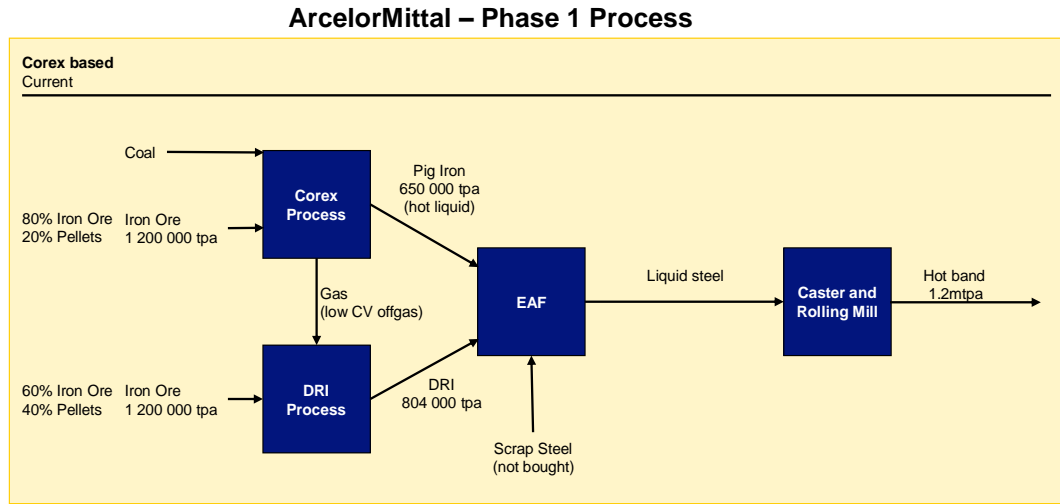 ArcelorMittal – Phase 1 Process
Corex based
Current
Coal
80% Iron Ore
20% Pellets
Iron Ore
1 200 000 tpa
Corex
Process
Pig Iron
650 000 tpa
(hot liquid)
Gas
(low CV offgas)
60% Iron Ore
40% Pellets
Iron Ore
1 200 000 tpa
DRI
Process
DRI
804 000 tpa
EAF
Scrap Steel
(not bought)
Liquid steel
Caster and
Rolling Mill
Hot band
1.2mtpa